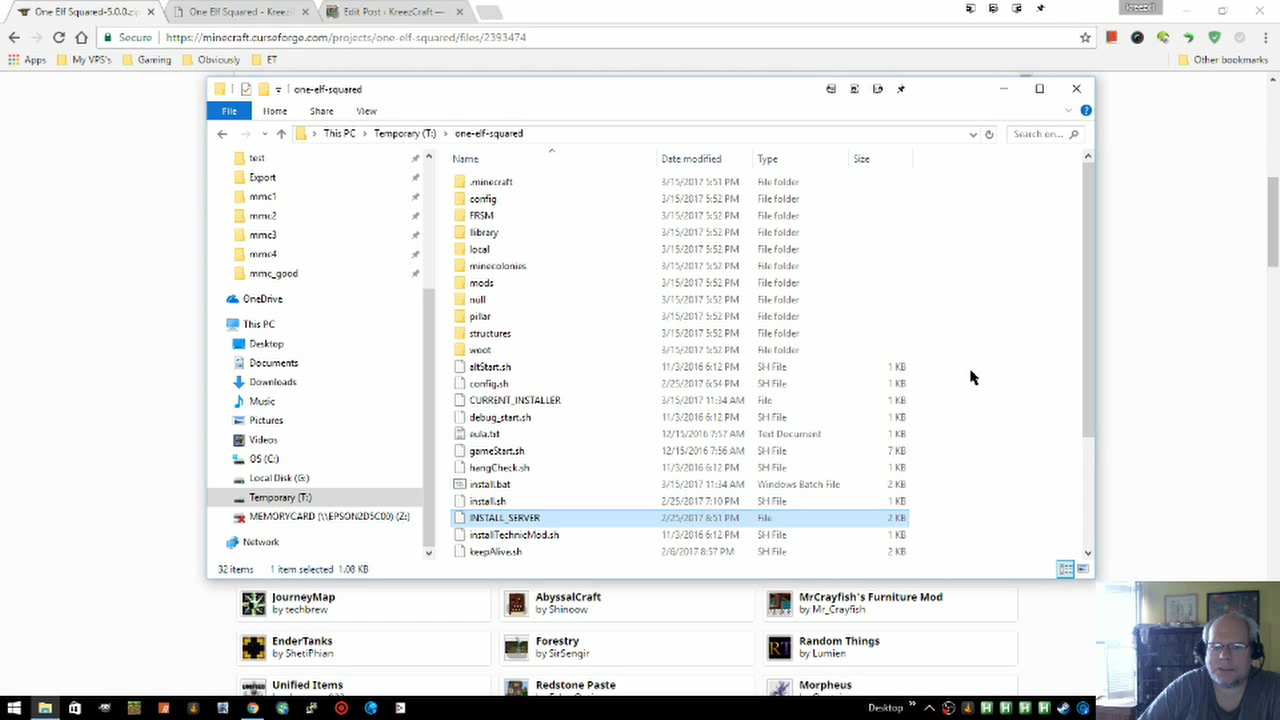 One Elf Squared-5.0.0.zip
One Elf Squared - Kreez
Edit Post ‹ KreezCraft —
kreezxil
Secure
https://minecraft.curseforge.com/projects/one-elf-squared/files/2393474
Apps
My VPS's
Gaming
Obviously
ET
Other bookmarks
one-elf-squared
File
Home
Share
View
This PC
Temporary (T:)
one-elf-squared
Search on...
Name
Date modified
Type
Size
test
Export
mmc1
mmc2
mmc3
mmc4
mmc_good
OneDrive
This PC
Desktop
Documents
Downloads
Music
Pictures
Videos
OS (C:)
Local Disk (G:)
Temporary (T:)
MEMORYCARD (\\EPSON2D5C00) (Z:)
Network
.minecraft 3/15/2017 5:51 PM File folder
config 3/15/2017 5:52 PM File folder
FRSM 3/15/2017 5:52 PM File folder
llibrary 3/15/2017 5:52 PM File folder
local 3/15/2017 5:52 PM File folder
minecolonies 3/15/2017 5:52 PM File folder
mods 3/15/2017 5:52 PM File folder
null 3/15/2017 5:52 PM File folder
pillar 3/15/2017 5:52 PM File folder
structures 3/15/2017 5:52 PM File folder
woot 3/15/2017 5:52 PM File folder
altStart.sh 11/3/2016 6:12 PM SH File 1 KB
config.sh 2/25/2017 6:54 PM SH File 1 KB
CURRENT_INSTALLER 3/15/2017 11:34 AM File 1 KB
debug_start.sh 11/3/2016 6:12 PM SH File 1 KB
eula.txt 12/15/2016 7:57 AM Text Document 1 KB
gameStart.sh 12/15/2016 7:56 AM SH File 7 KB
hangCheck.sh 11/3/2016 6:12 PM SH File 1 KB
install.bat 3/15/2017 11:34 AM Windows Batch File 2 KB
install.sh 2/25/2017 7:10 PM SH File 1 KB
INSTALL_SERVER 2/25/2017 8:51 PM File 2 KB
installTechnicMod.sh 11/3/2016 6:12 PM SH File 1 KB
keepAlive.sh 2/6/2017 8:57 PM SH File 2 KB
32 items
1 item selected 1.08 KB
JourneyMap
by techbrew
AbyssalCraft
by Shinoow
MrCrayfish's Furniture Mod
by Mr_Crayfish
EnderTanks
by ShetiPhian
Forestry
by SirSengir
Random Things
by Lumien
Unified Items
Redstone Paste
Morpheus
Desktop